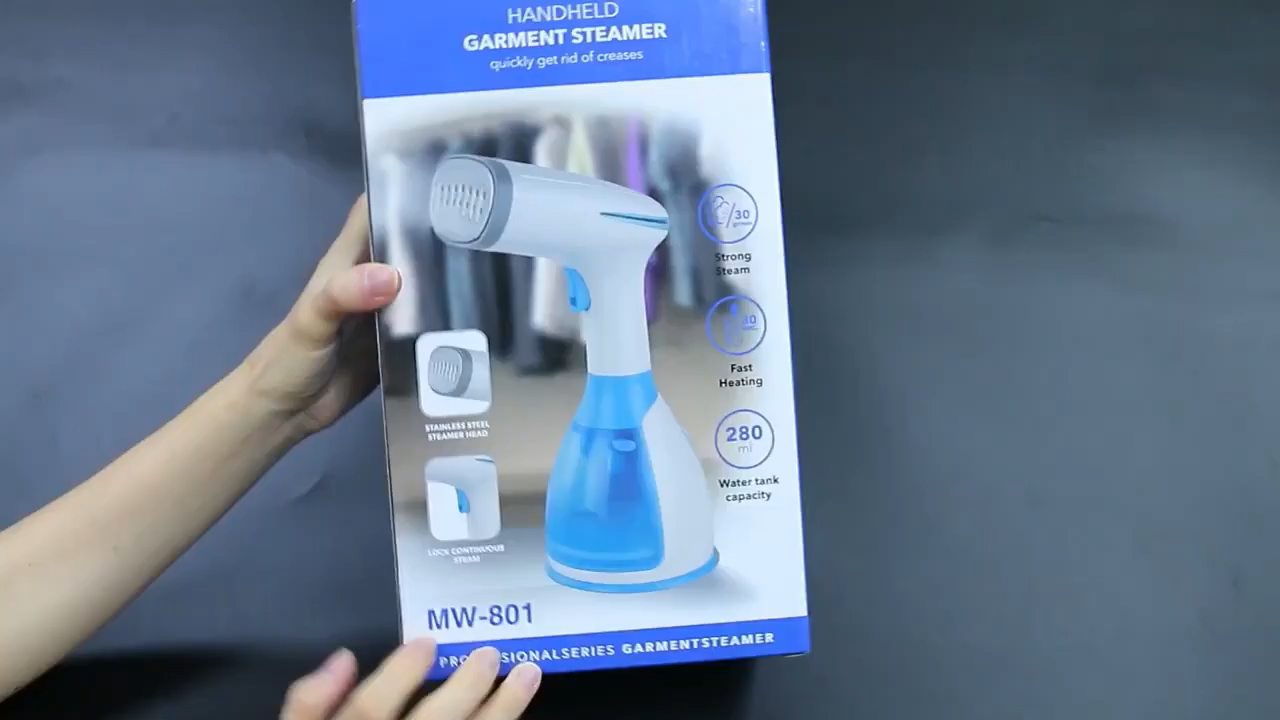 HANDHELD
GARMENT STEAMER
quickly get rid of creases
/30
Strong
Steam
30
Fast
Heating
280
ml
Water tank
capacity
STAINLESS STEEL
STEAMER HEAD
LOCK CONTINUOUS
STEAM
MW-801
GARMENTSTEAMER